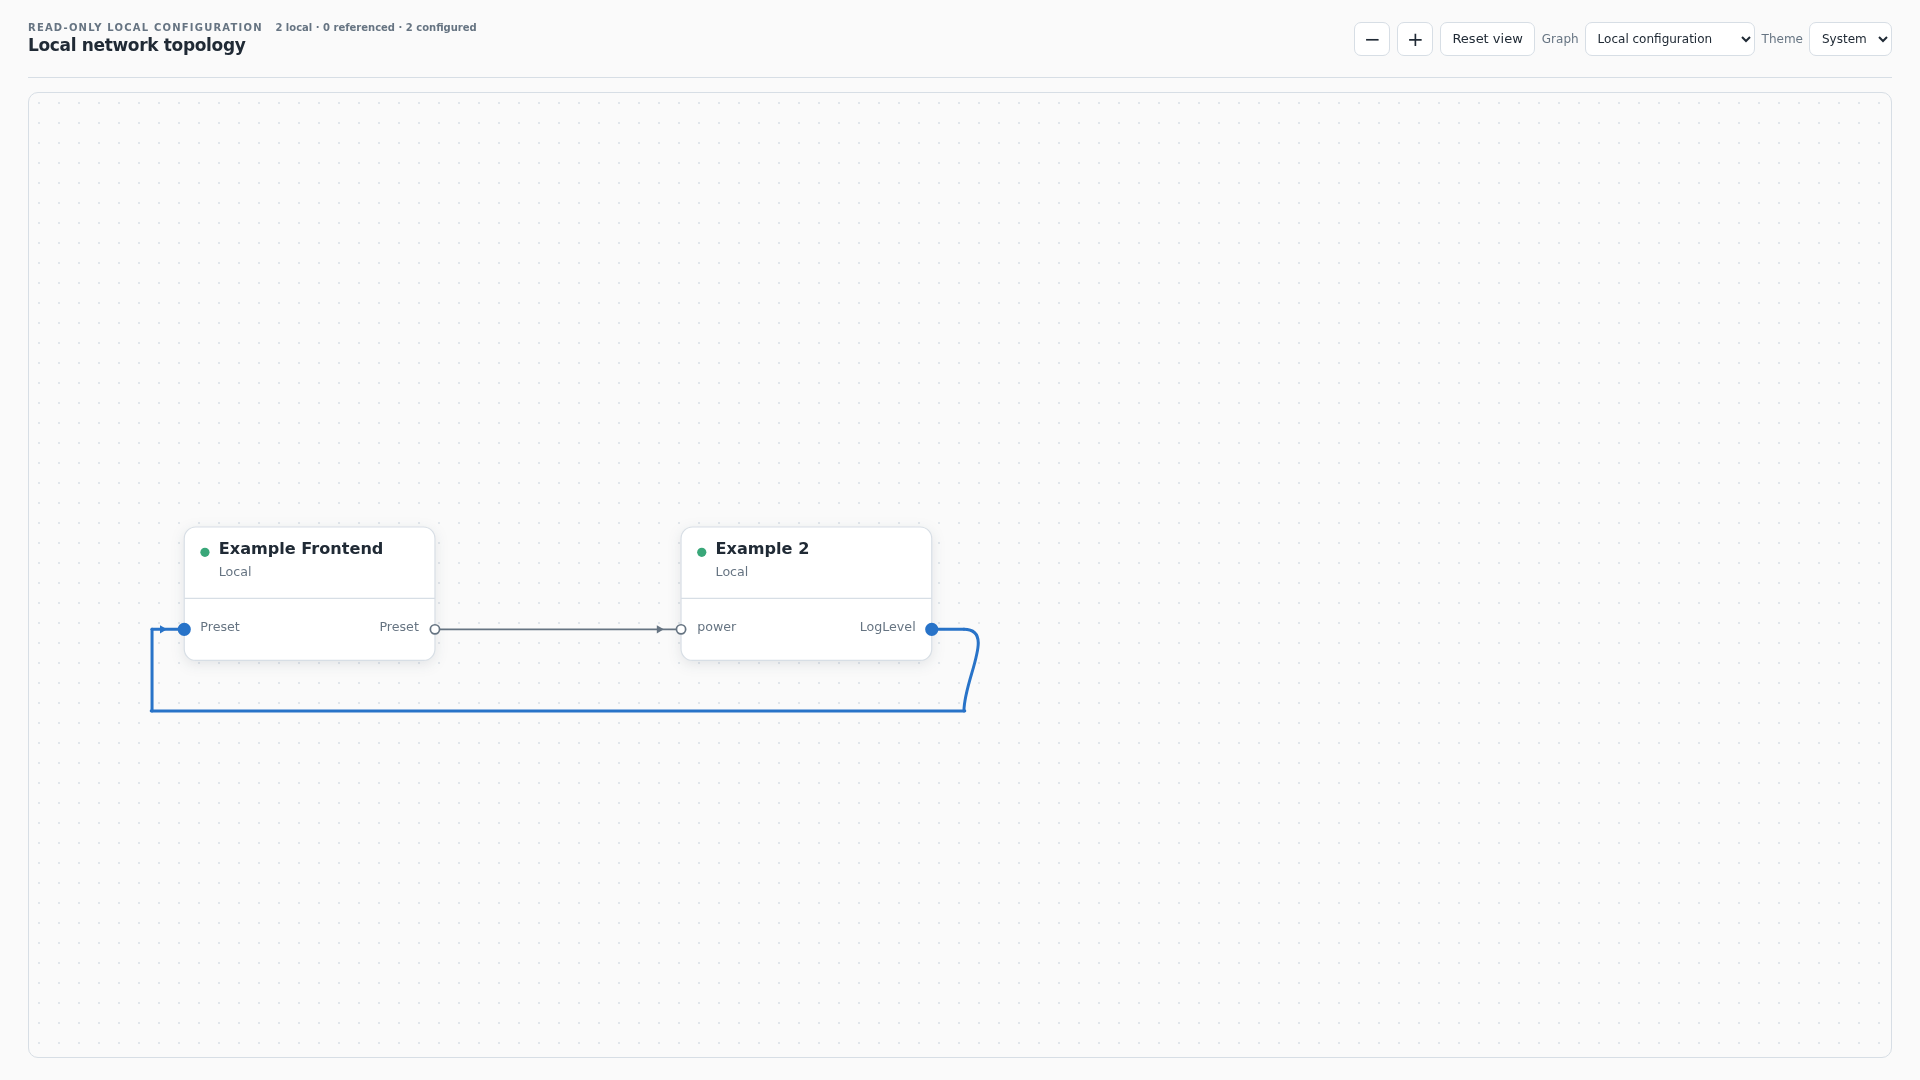 READ-ONLY LOCAL CONFIGURATION 2 local · 0 referenced · 2 configured
Local network topology
− + Reset view Graph Local configuration Theme System
Example Frontend
Local
Preset Preset
Example 2
Local
power LogLevel